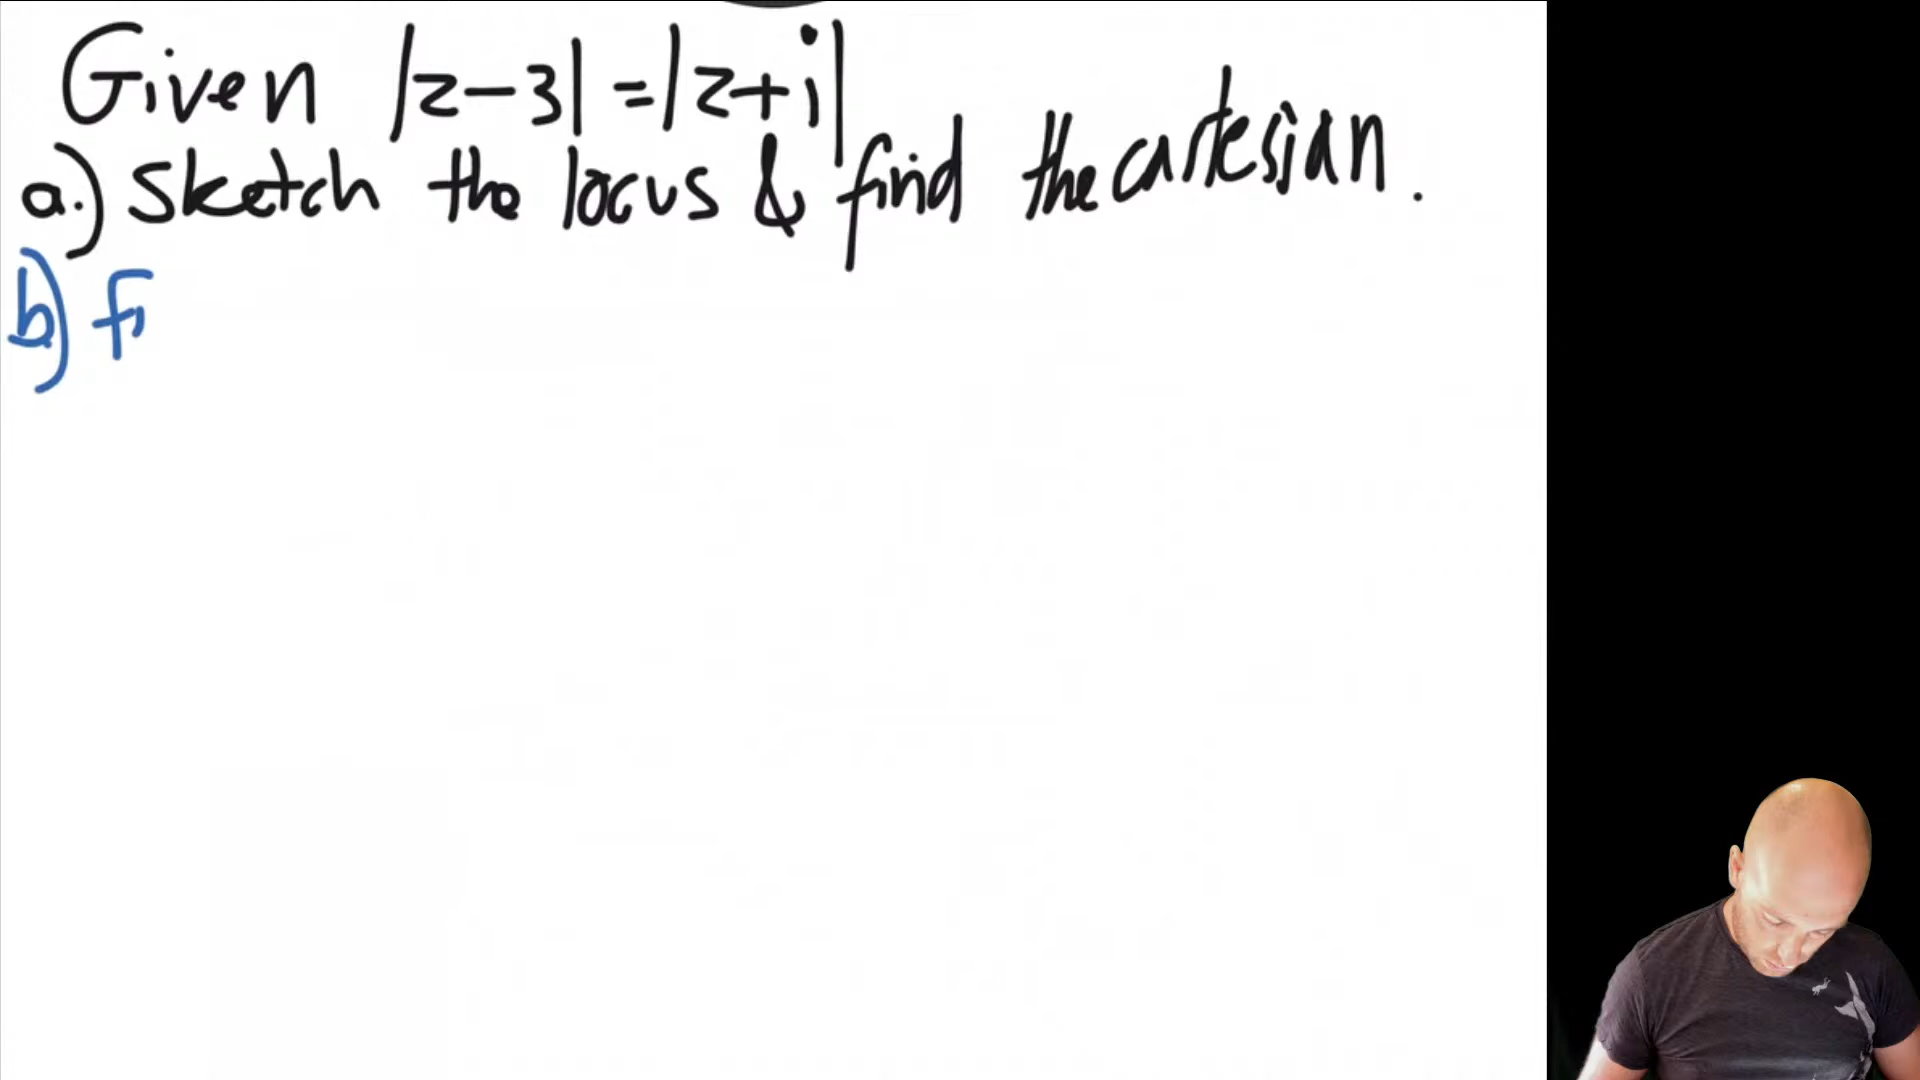 Given |z-3| = |z+i|
a.) Sketch the locus & find the cartesian.
b) Fi